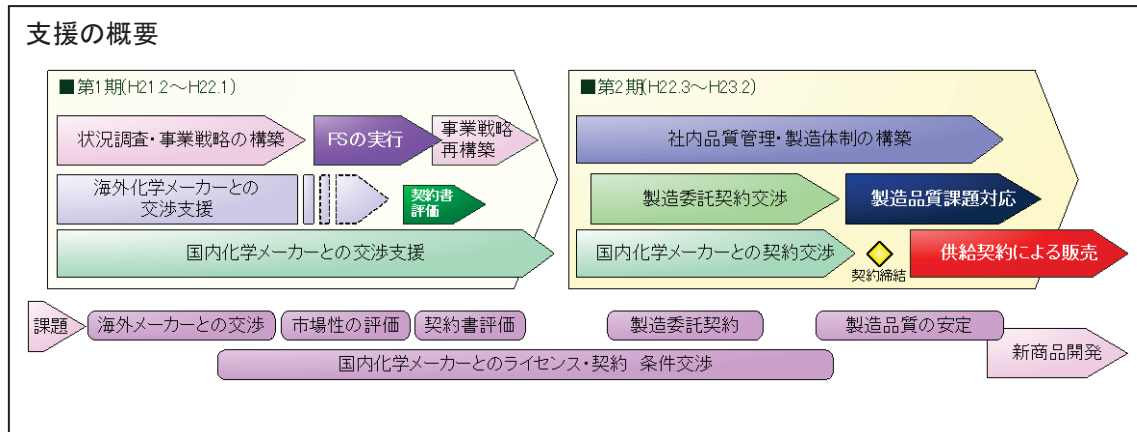 支援の概要
■第1期(H21.2～H22.1)
状況調査・事業戦略の構築
FSの実行
事業戦略
再構築
海外化学メーカーとの
交渉支援
契約書
評価
国内化学メーカーとの交渉支援
■第2期(H22.3～H23.2)
社内品質管理・製造体制の構築
製造委託契約交渉
製造品質課題対応
国内化学メーカーとの契約交渉
契約締結
供給契約による販売
課題
海外メーカーとの交渉
市場性の評価
契約書評価
製造委託契約
製造品質の安定
国内化学メーカーとのライセンス・契約 条件交渉
新商品開発